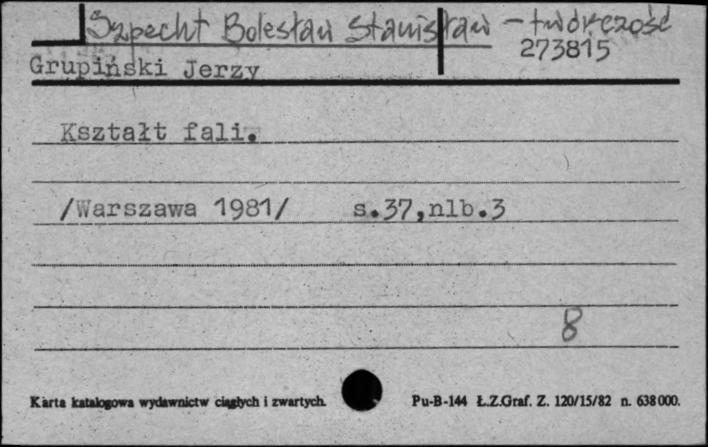 Szpecht Bolesław Stanisław – twórczość
273815
Grupiński Jerzy
Kształt fali.
/Warszawa 1981/ s.37,nlb.3
8
Karta katalogowa wydawnictw ciągłych i zwartych. Pu-B-144 Ł.Z.Graf. Z. 120/15/82 n. 638000.